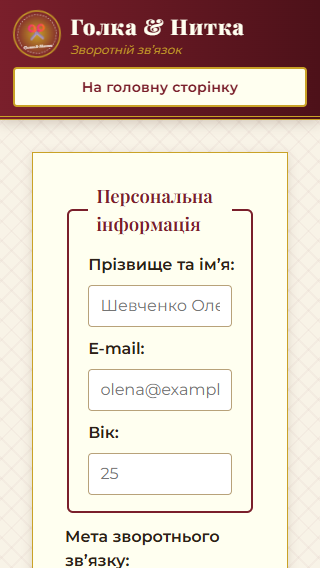 Голка & Нитка
Зворотній зв’язок
На головну сторінку
Персональна
інформація
Прізвище та ім’я:
Шевченко Оле
E-mail:
olena@exampl
Вік:
25
Мета зворотнього
зв’язку: